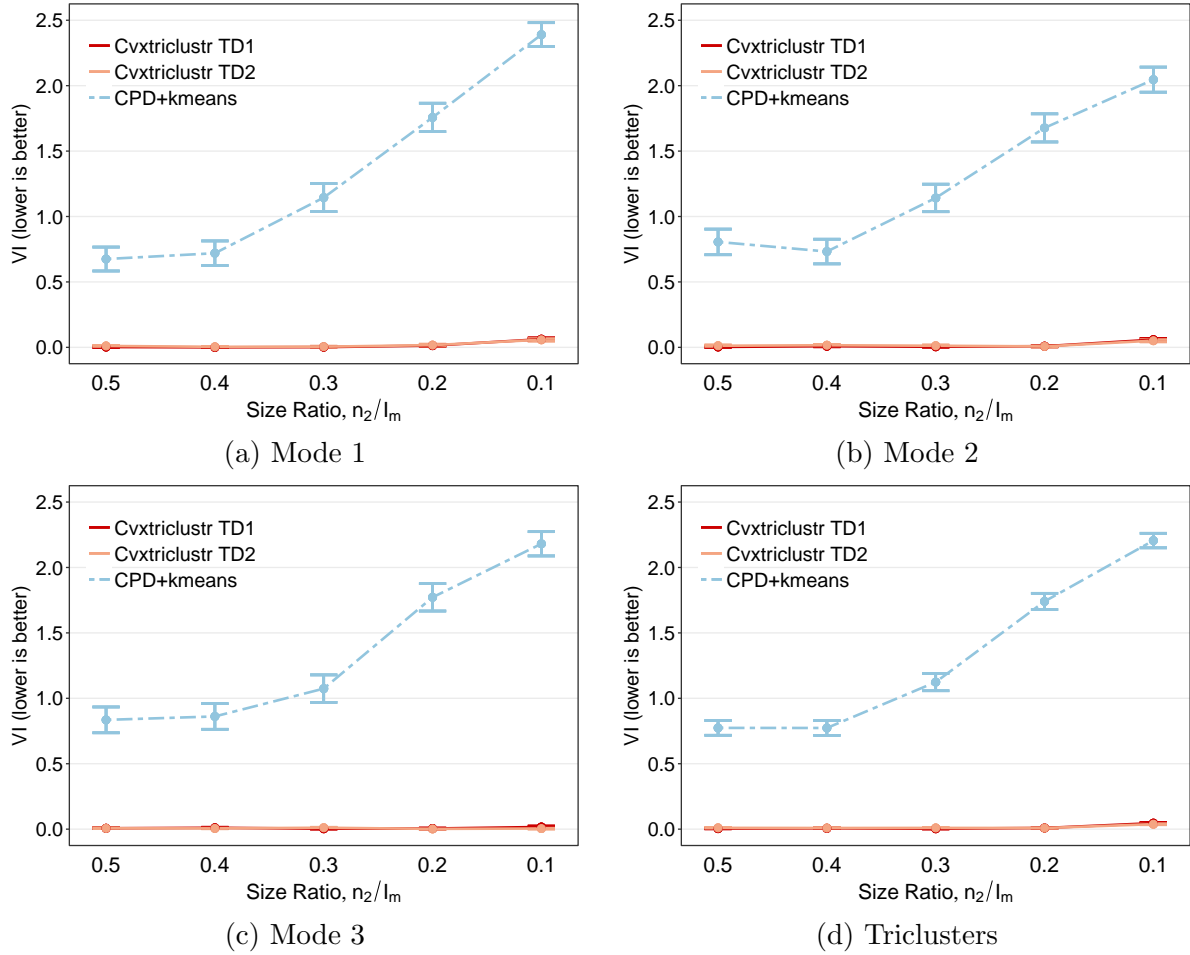 2.5
2.0
1.5
1.0
0.5
0.0
VI (lower is better)
Cvxtriclustr TD1
Cvxtriclustr TD2
CPD+kmeans
0.5 0.4 0.3 0.2 0.1
Size Ratio, n₂/Iₘ
(a) Mode 1
2.5
2.0
1.5
1.0
0.5
0.0
VI (lower is better)
Cvxtriclustr TD1
Cvxtriclustr TD2
CPD+kmeans
0.5 0.4 0.3 0.2 0.1
Size Ratio, n₂/Iₘ
(b) Mode 2
2.5
2.0
1.5
1.0
0.5
0.0
VI (lower is better)
Cvxtriclustr TD1
Cvxtriclustr TD2
CPD+kmeans
0.5 0.4 0.3 0.2 0.1
Size Ratio, n₂/Iₘ
(c) Mode 3
2.5
2.0
1.5
1.0
0.5
0.0
VI (lower is better)
Cvxtriclustr TD1
Cvxtriclustr TD2
CPD+kmeans
0.5 0.4 0.3 0.2 0.1
Size Ratio, n₂/Iₘ
(d) Triclusters